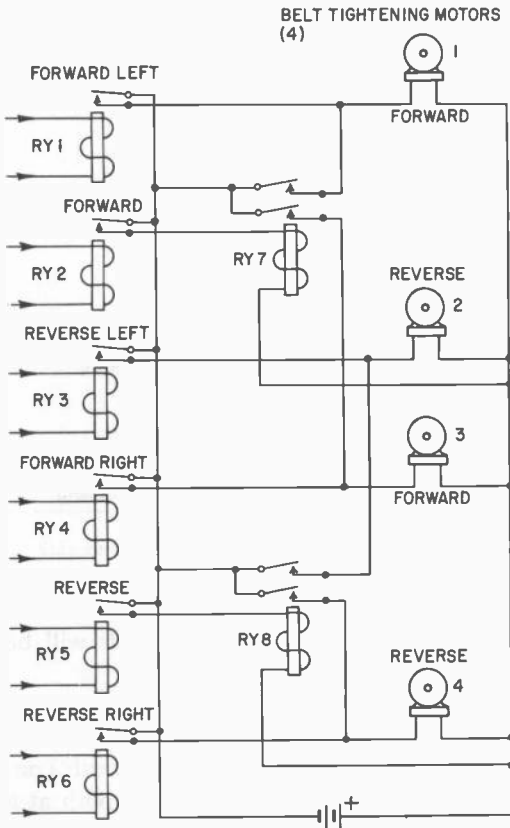 BELT TIGHTENING MOTORS
(4)
1
FORWARD LEFT
FORWARD
RY 1
FORWARD
RY 2
RY 7
REVERSE
2
REVERSE LEFT
RY 3
3
FORWARD RIGHT
FORWARD
RY 4
REVERSE
RY 5
RY 8
REVERSE
4
REVERSE RIGHT
RY 6
+